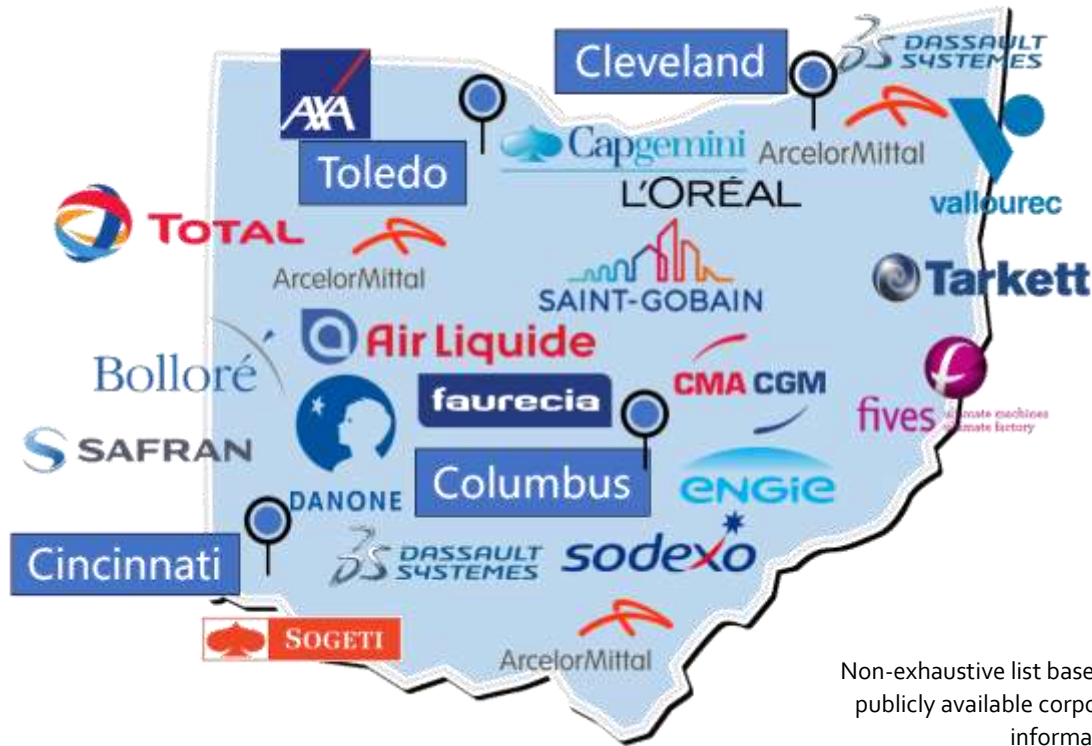 Cleveland
DASSAULT SYSTEMES
AXA
Capgemini
ArcelorMittal
Toledo
L'ORÉAL
vallourec
TOTAL
ArcelorMittal
SAINT-GOBAIN
Tarkett
Air Liquide
Bolloré
faurecia
CMA CGM
fives
SAFRAN
DANONE
Columbus
ENGIE
Cincinnati
DASSAULT SYSTEMES
sodexo
SOGETI
ArcelorMittal
Non-exhaustive list base
publicly available corpo
informa